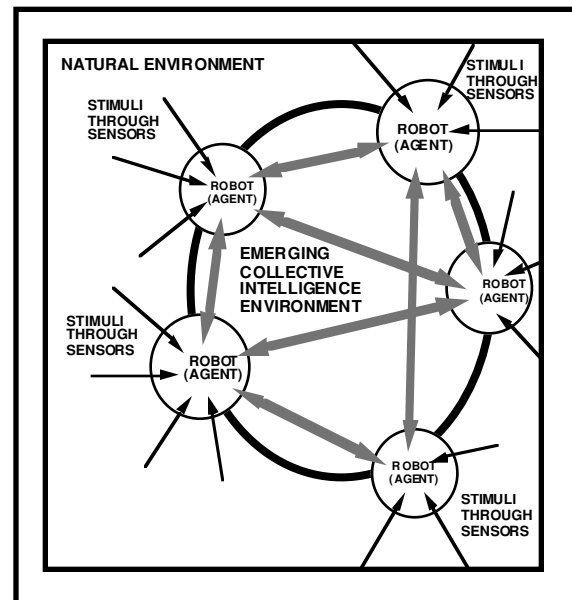 NATURAL ENVIRONMENT
STIMULI
THROUGH
SENSORS
STIMULI
THROUGH
SENSORS
ROBOT
(AGENT)
ROBOT
(AGENT)
EMERGING
COLLECTIVE
INTELLIGENCE
ENVIRONMENT
ROBOT
(AGENT)
STIMULI
THROUGH
SENSORS
ROBOT
(AGENT)
ROBOT
(AGENT)
STIMULI
THROUGH
SENSORS